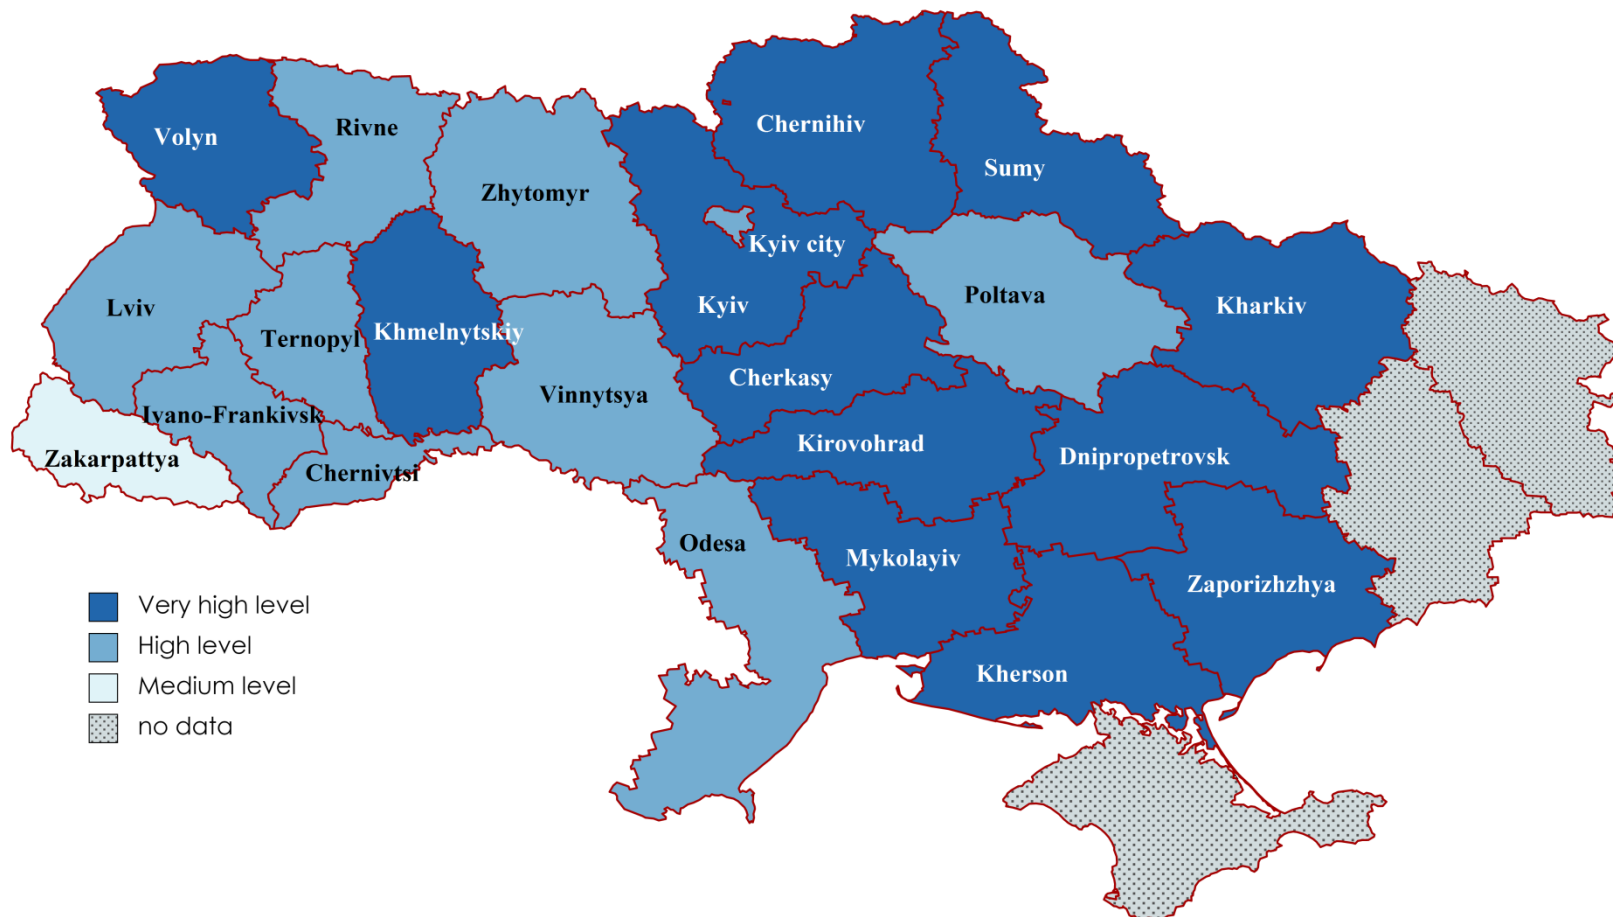 Chernihiv
Volyn
Rivne
Sumy
Zhytomyr
Kyiv city
Lviv
Ternopyl
Khmelnytskiy
Kyiv
Poltava
Kharkiv
Cherkasy
Vinnytsya
Ivano-Frankivsk
Kirovohrad
Zakarpattya
Chernivtsi
Dnipropetrovsk
Odesa
Mykolayiv
Zaporizhzhya
Kherson
Very high level
High level
Medium level
no data